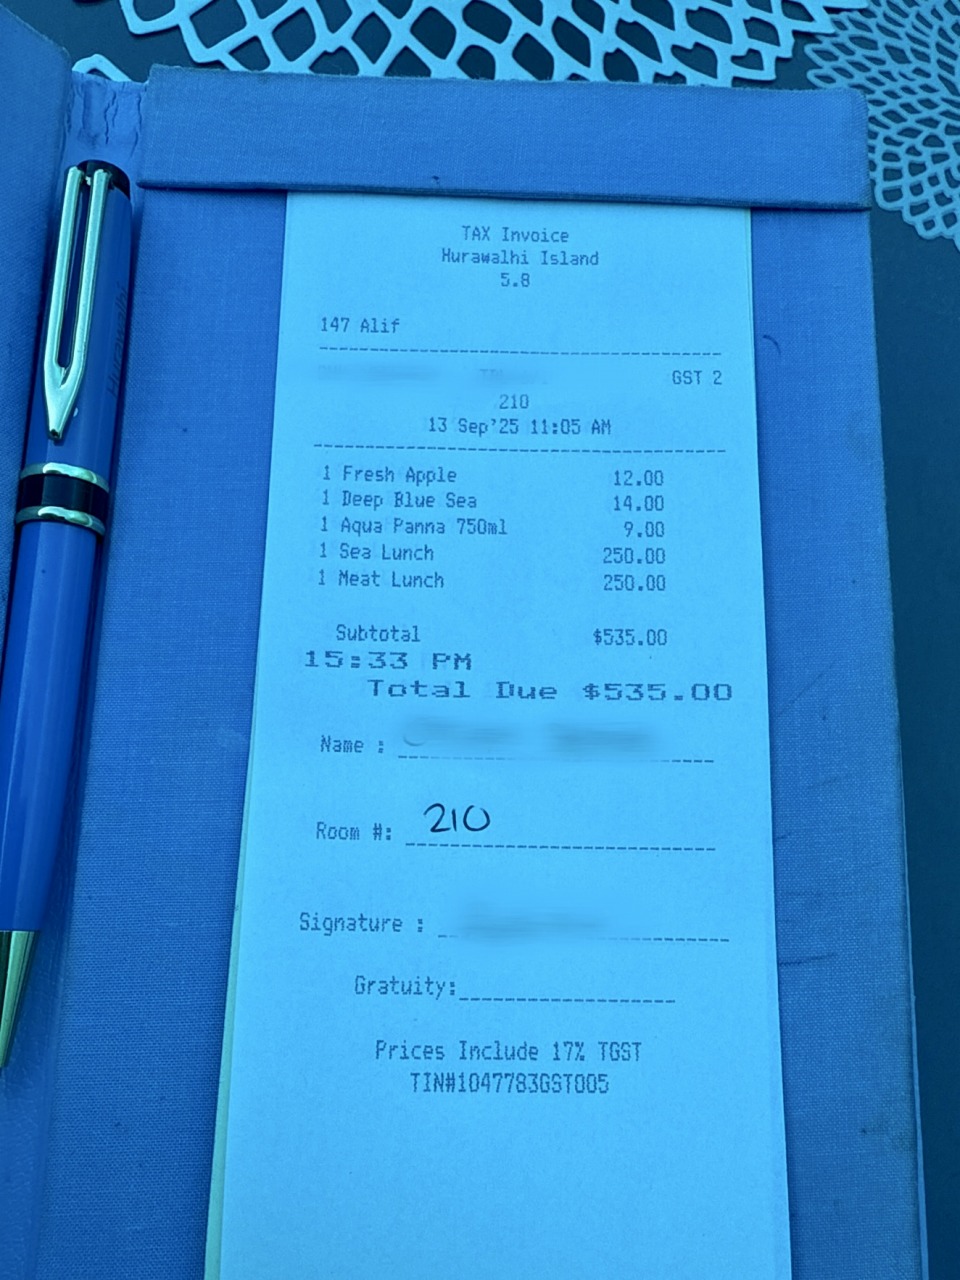 TAX Invoice
Hurawalhi Island
5.8
147 Alif
GST 2
210
13 Sep'25 11:05 AM
1 Fresh Apple 12.00
1 Deep Blue Sea 14.00
1 Aqua Panna 750ml 9.00
1 Sea Lunch 250.00
1 Meat Lunch 250.00
Subtotal $535.00
15:33 PM
Total Due $535.00
Name :
Room #: 210
Signature :
Gratuity:
Prices Include 17% TGST
TIN#1047783GST005